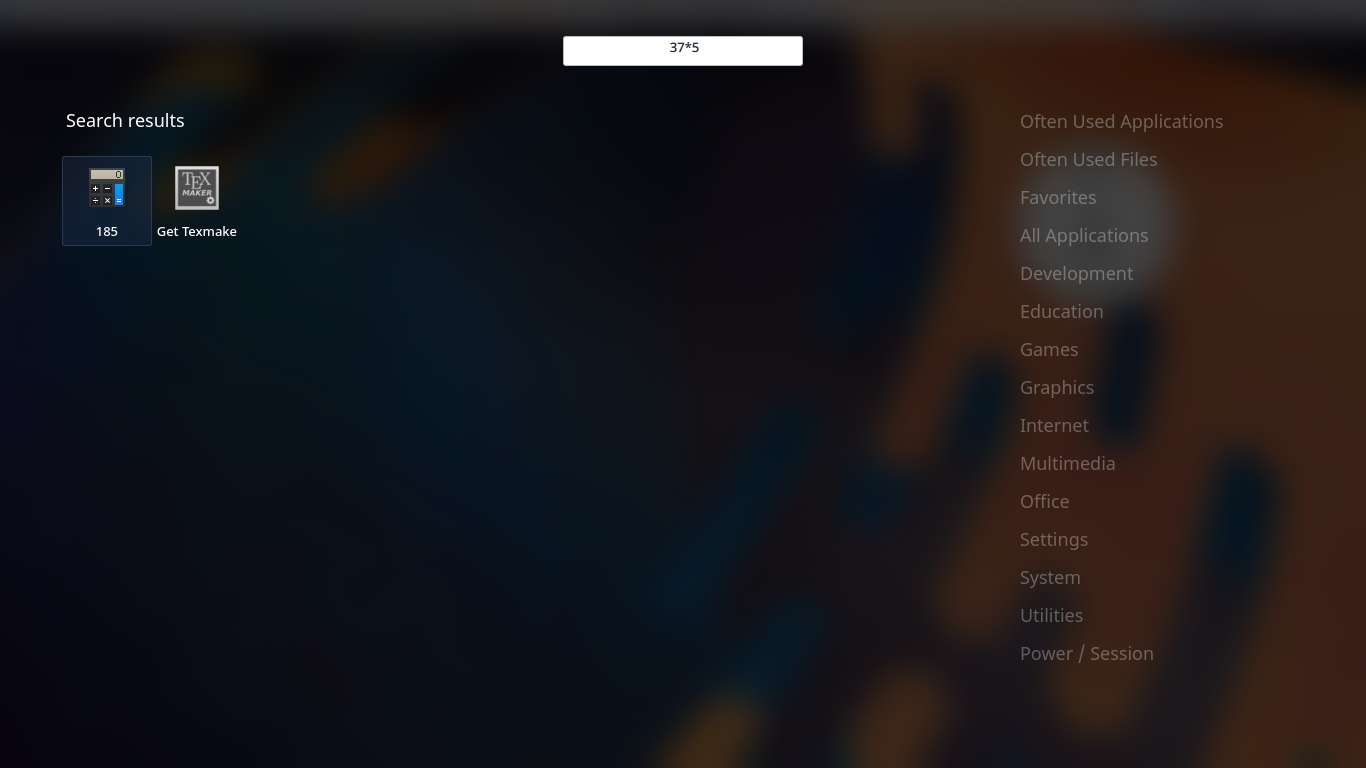 37*5
Search results
0
TEX
MAKER
185
Get Texmake
Often Used Applications
Often Used Files
Favorites
All Applications
Development
Education
Games
Graphics
Internet
Multimedia
Office
Settings
System
Utilities
Power / Session